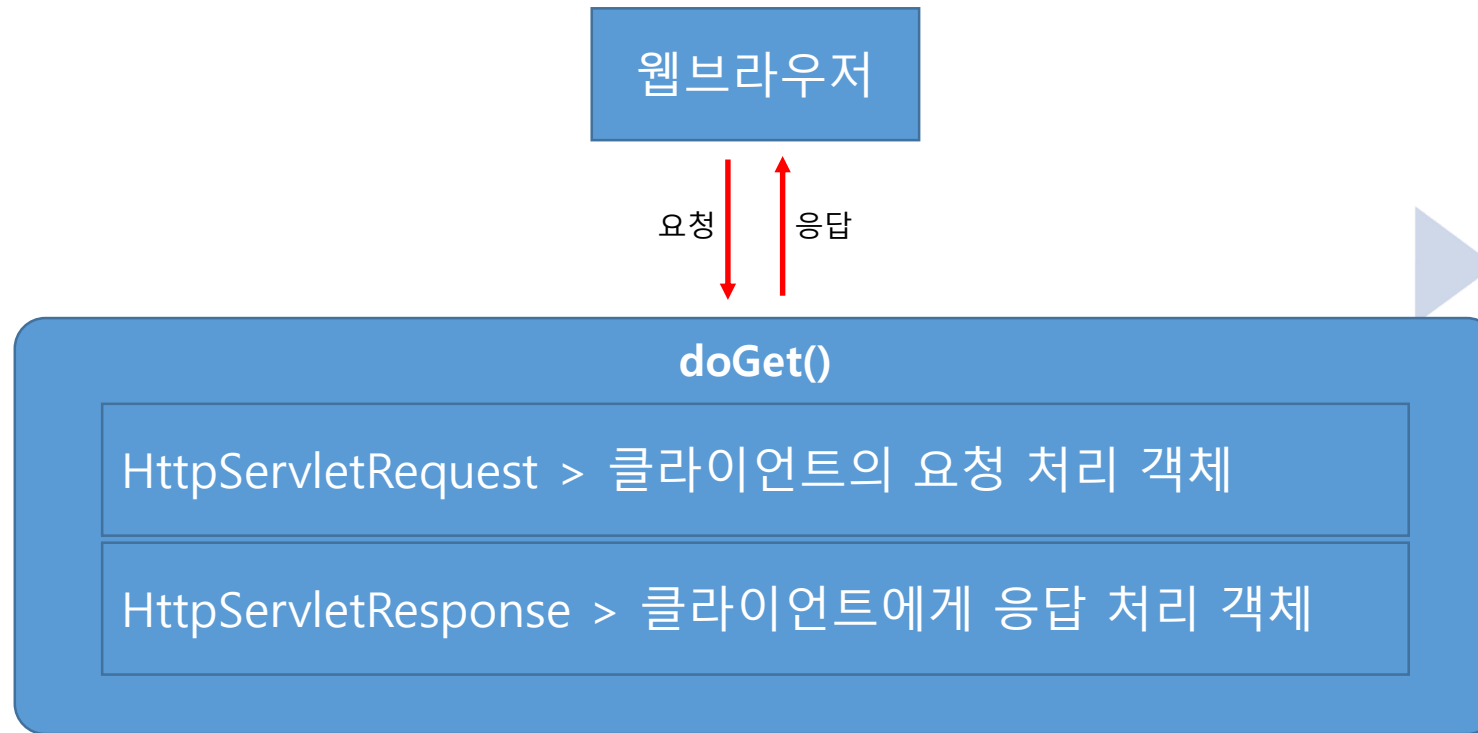 웹브라우저
요청
응답
doGet()
HttpServletRequest > 클라이언트의 요청 처리 객체
HttpServletResponse > 클라이언트에게 응답 처리 객체